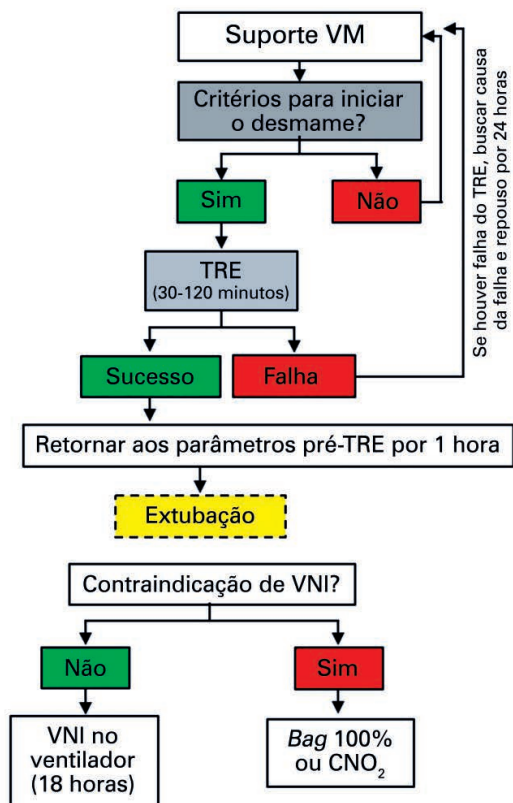 Suporte VM
Critérios para iniciar
o desmame?
Sim
Não
TRE
(30-120 minutos)
Sucesso
Falha
Se houver falha do TRE, buscar causa
da falha e repouso por 24 horas
Retornar aos parâmetros pré-TRE por 1 hora
Extubação
Contraindicação de VNI?
Não
Sim
VNI no
ventilador
(18 horas)
Bag 100%
ou CNO₂